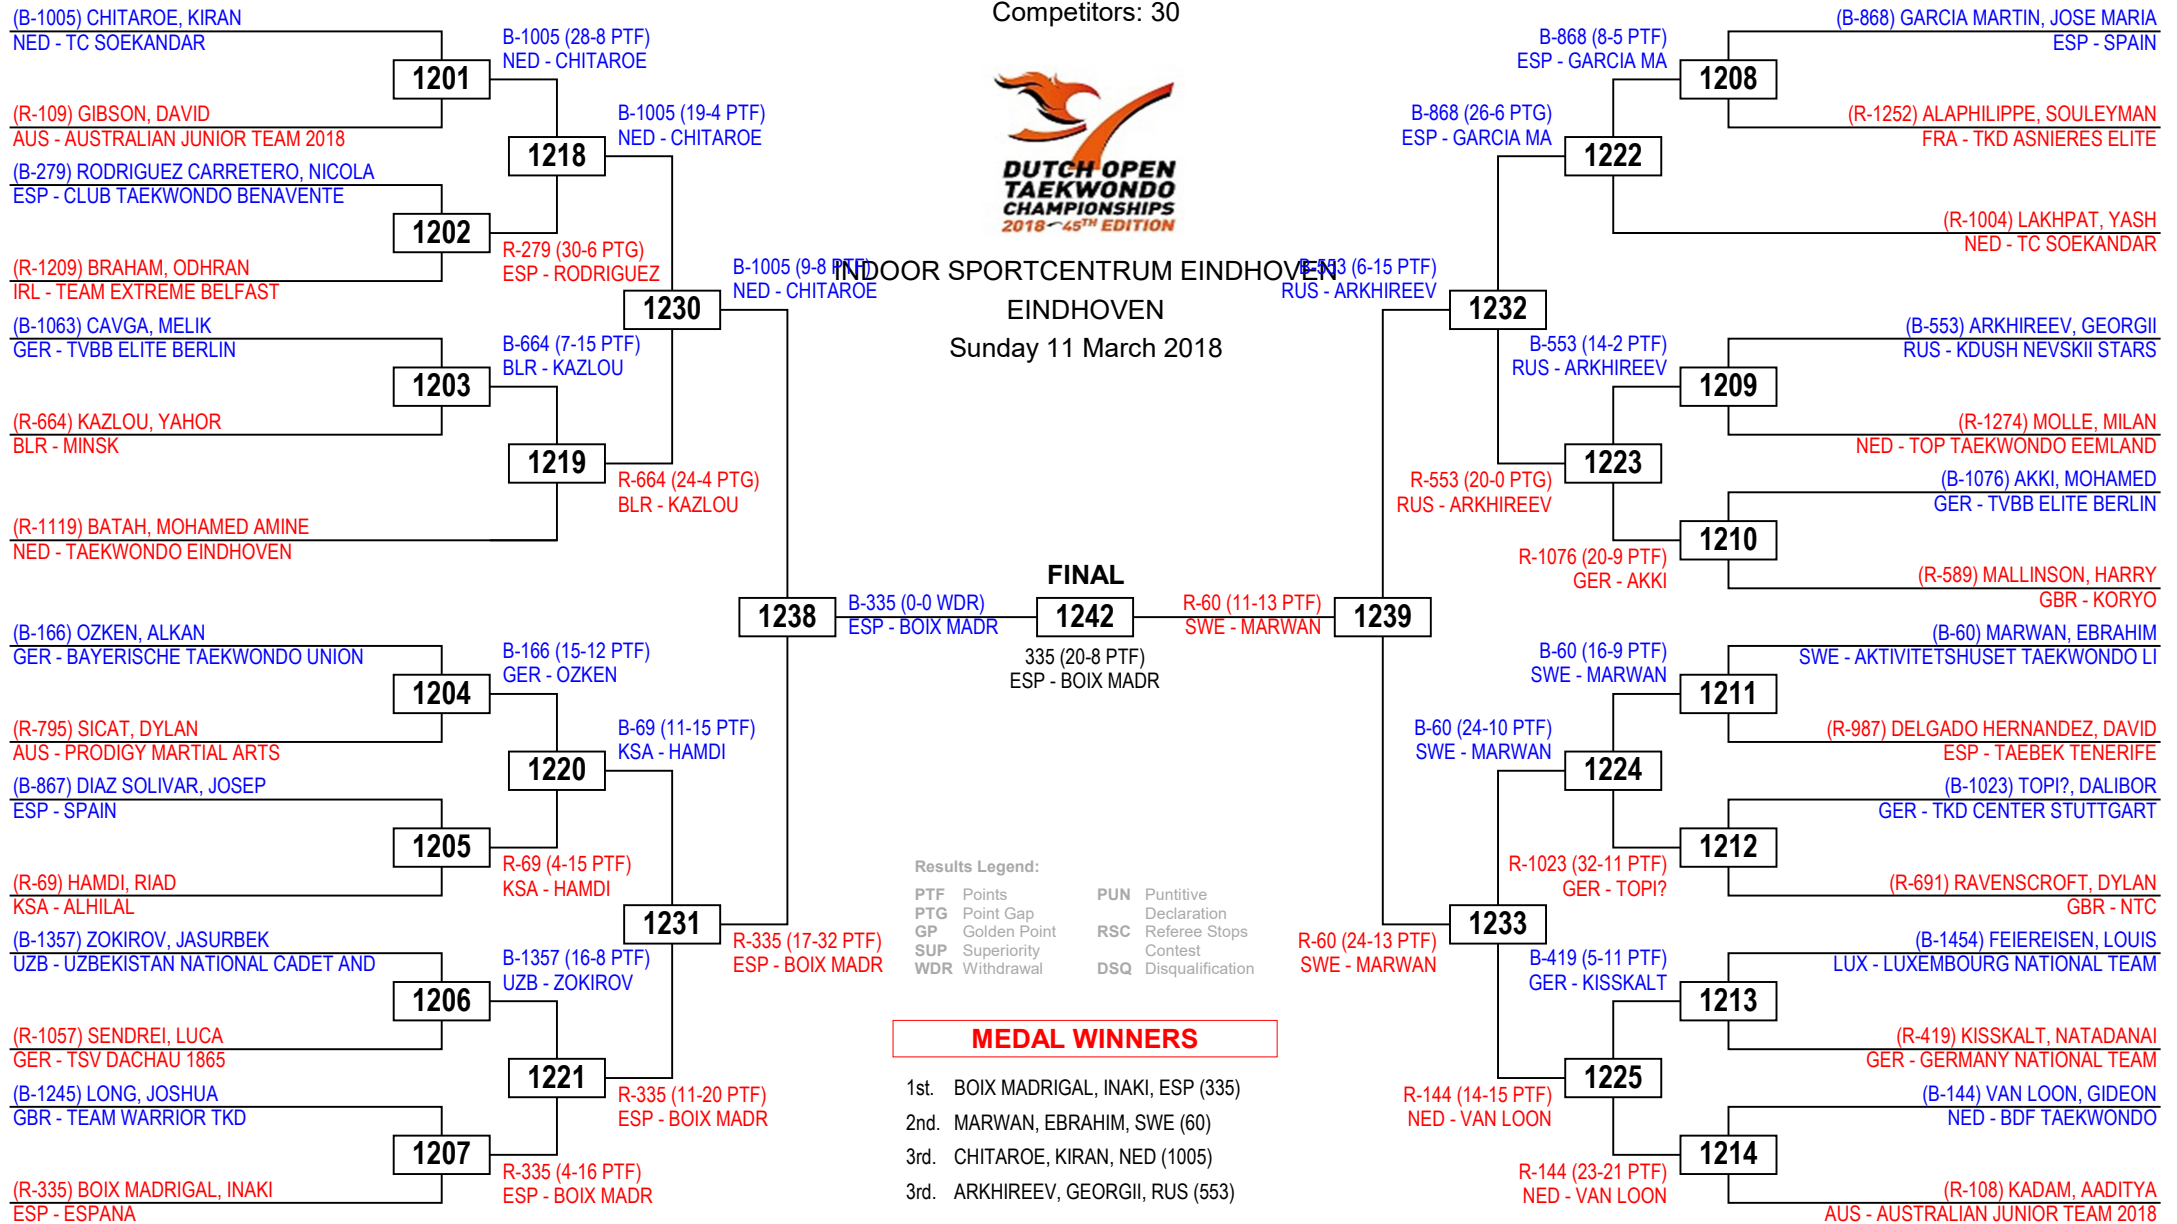 Competitors: 30
DUTCH OPEN
TAEKWONDO
CHAMPIONSHIPS
2018 - 45TH EDITION
INDOOR SPORTCENTRUM EINDHOVEN
EINDHOVEN
Sunday 11 March 2018
(B-1005) CHITAROE, KIRAN
NED - TC SOEKANDAR
1201
(R-109) GIBSON, DAVID
AUS - AUSTRALIAN JUNIOR TEAM 2018
(B-279) RODRIGUEZ CARRETERO, NICOLA
ESP - CLUB TAEKWONDO BENAVENTE
1202
(R-1209) BRAHAM, ODHRAN
IRL - TEAM EXTREME BELFAST
(B-1063) CAVGA, MELIK
GER - TVBB ELITE BERLIN
1203
(R-664) KAZLOU, YAHOR
BLR - MINSK
(R-1119) BATAH, MOHAMED AMINE
NED - TAEKWONDO EINDHOVEN
(B-166) OZKEN, ALKAN
GER - BAYERISCHE TAEKWONDO UNION
1204
(R-795) SICAT, DYLAN
AUS - PRODIGY MARTIAL ARTS
(B-867) DIAZ SOLIVAR, JOSEP
ESP - SPAIN
1205
(R-69) HAMDI, RIAD
KSA - ALHILAL
(B-1357) ZOKIROV, JASURBEK
UZB - UZBEKISTAN NATIONAL CADET AND
1206
(R-1057) SENDREI, LUCA
GER - TSV DACHAU 1865
(B-1245) LONG, JOSHUA
GBR - TEAM WARRIOR TKD
1207
(R-335) BOIX MADRIGAL, INAKI
ESP - ESPANA
B-1005 (28-8 PTF)
NED - CHITAROE
1218
R-279 (30-6 PTG)
ESP - RODRIGUEZ
B-664 (7-15 PTF)
BLR - KAZLOU
1219
B-166 (15-12 PTF)
GER - OZKEN
1220
R-69 (4-15 PTF)
KSA - HAMDI
B-1357 (16-8 PTF)
UZB - ZOKIROV
1221
R-335 (4-16 PTF)
ESP - BOIX MADR
B-1005 (19-4 PTF)
NED - CHITAROE
1230
R-664 (24-4 PTG)
BLR - KAZLOU
B-69 (11-15 PTF)
KSA - HAMDI
1231
R-335 (11-20 PTF)
ESP - BOIX MADR
B-1005 (9-8 PTF)
NED - CHITAROE
1238
R-335 (17-32 PTF)
ESP - BOIX MADR
B-335 (0-0 WDR)
ESP - BOIX MADR
FINAL
1242
335 (20-8 PTF)
ESP - BOIX MADR
R-60 (11-13 PTF)
SWE - MARWAN
1239
B-553 (6-15 PTF)
RUS - ARKHIREEV
R-60 (24-13 PTF)
SWE - MARWAN
B-868 (26-6 PTG)
ESP - GARCIA MA
1232
R-553 (20-0 PTG)
RUS - ARKHIREEV
B-60 (24-10 PTF)
SWE - MARWAN
1233
R-144 (14-15 PTF)
NED - VAN LOON
B-868 (8-5 PTF)
ESP - GARCIA MA
1222
B-553 (14-2 PTF)
RUS - ARKHIREEV
1223
R-1076 (20-9 PTF)
GER - AKKI
B-60 (16-9 PTF)
SWE - MARWAN
1224
R-1023 (32-11 PTF)
GER - TOPI?
B-419 (5-11 PTF)
GER - KISSKALT
1225
R-144 (23-21 PTF)
NED - VAN LOON
(B-868) GARCIA MARTIN, JOSE MARIA
ESP - SPAIN
1208
(R-1252) ALAPHILIPPE, SOULEYMAN
FRA - TKD ASNIERES ELITE
(R-1004) LAKHPAT, YASH
NED - TC SOEKANDAR
(B-553) ARKHIREEV, GEORGII
RUS - KDUSH NEVSKII STARS
1209
(R-1274) MOLLE, MILAN
NED - TOP TAEKWONDO EEMLAND
(B-1076) AKKI, MOHAMED
GER - TVBB ELITE BERLIN
1210
(R-589) MALLINSON, HARRY
GBR - KORYO
(B-60) MARWAN, EBRAHIM
SWE - AKTIVITETSHUSET TAEKWONDO LI
1211
(R-987) DELGADO HERNANDEZ, DAVID
ESP - TAEBEK TENERIFE
(B-1023) TOPI?, DALIBOR
GER - TKD CENTER STUTTGART
1212
(R-691) RAVENSCROFT, DYLAN
GBR - NTC
(B-1454) FEIEREISEN, LOUIS
LUX - LUXEMBOURG NATIONAL TEAM
1213
(R-419) KISSKALT, NATADANAI
GER - GERMANY NATIONAL TEAM
(B-144) VAN LOON, GIDEON
NED - BDF TAEKWONDO
1214
(R-108) KADAM, AADITYA
AUS - AUSTRALIAN JUNIOR TEAM 2018
Results Legend:
PTF Points
PTG Point Gap
GP Golden Point
SUP Superiority
WDR Withdrawal
PUN Puntitive
Declaration
RSC Referee Stops
Contest
DSQ Disqualification
MEDAL WINNERS
1st. BOIX MADRIGAL, INAKI, ESP (335)
2nd. MARWAN, EBRAHIM, SWE (60)
3rd. CHITAROE, KIRAN, NED (1005)
3rd. ARKHIREEV, GEORGII, RUS (553)